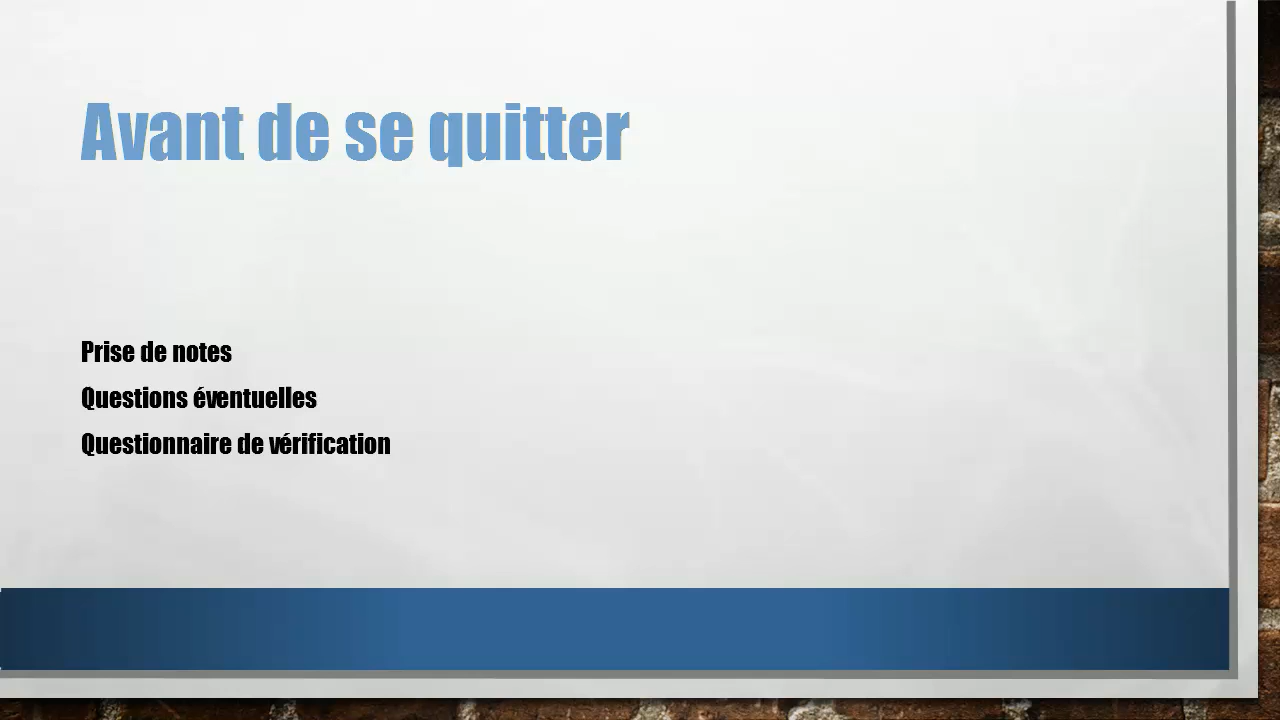 Avant de se quitter
Prise de notes
Questions éventuelles
Questionnaire de vérification